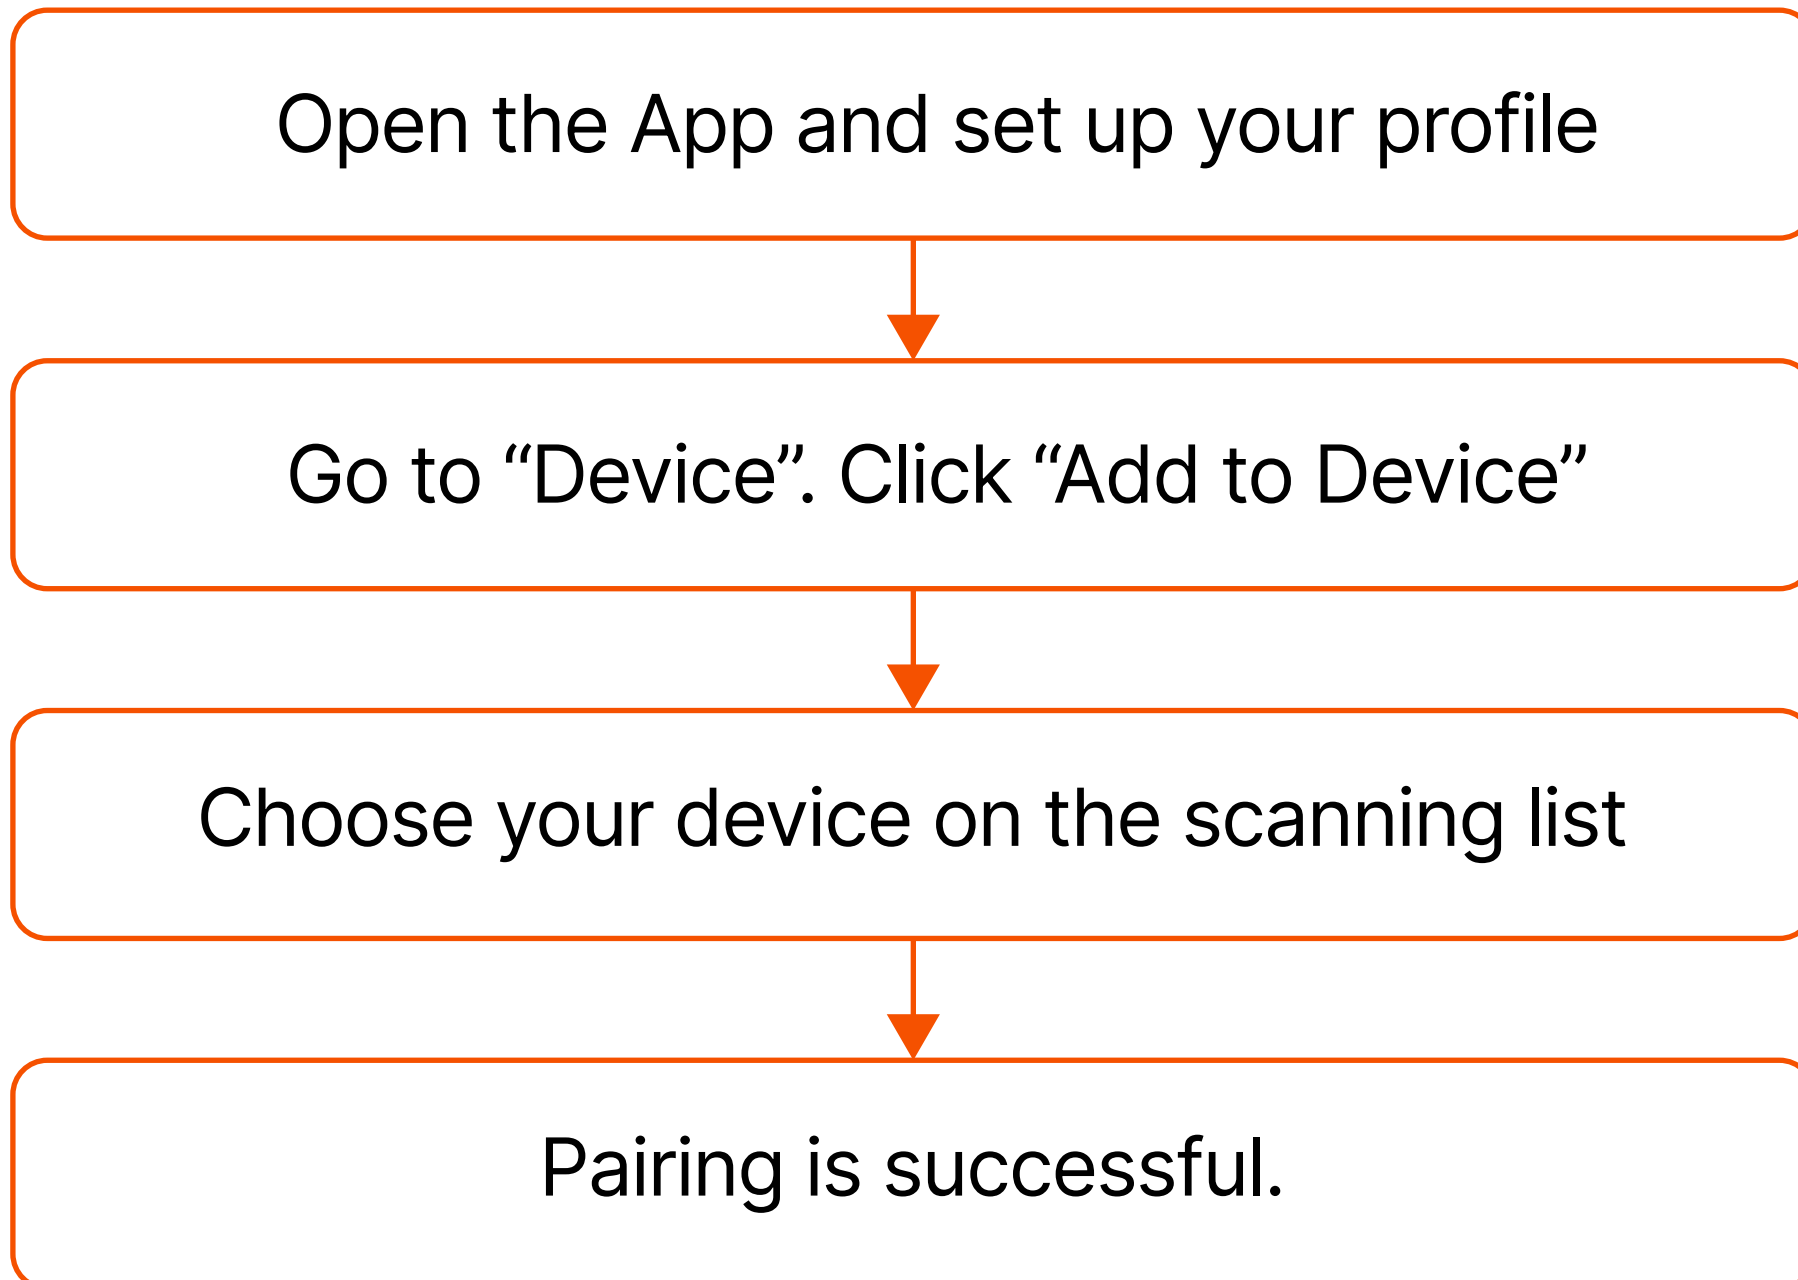 Open the App and set up your profile
Go to “Device”. Click “Add to Device”
Choose your device on the scanning list
Pairing is successful.